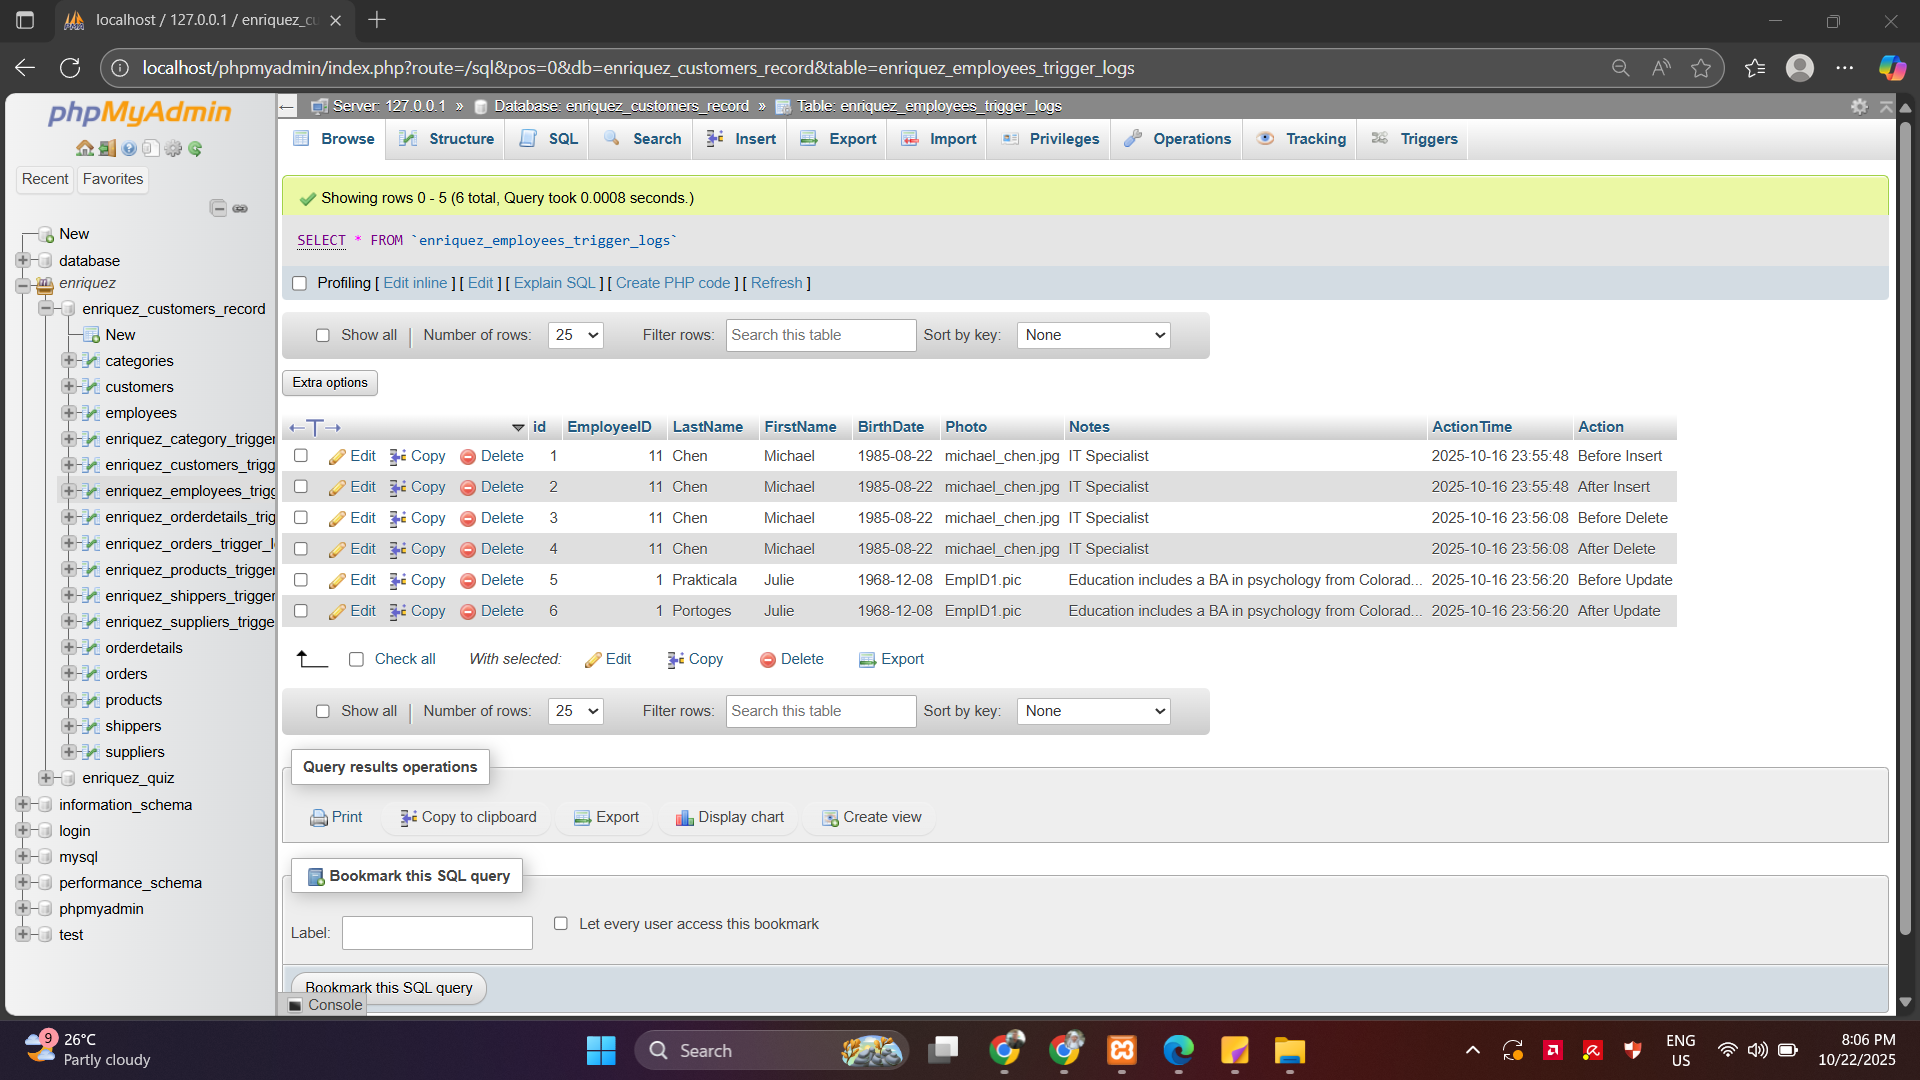 localhost / 127.0.0.1 / enriquez_cu
localhost/phpmyadmin/index.php?route=/sql&pos=0&db=enriquez_customers_record&table=enriquez_employees_trigger_logs
phpMyAdmin
Recent Favorites
New
database
enriquez
enriquez_customers_record
New
categories
customers
employees
enriquez_category_trigger
enriquez_customers_trigg
enriquez_employees_trigg
enriquez_orderdetails_trig
enriquez_orders_trigger_l
enriquez_products_trigger
enriquez_shippers_trigger
enriquez_suppliers_trigge
orderdetails
orders
products
shippers
suppliers
enriquez_quiz
information_schema
login
mysql
performance_schema
phpmyadmin
test
Server: 127.0.0.1 » Database: enriquez_customers_record » Table: enriquez_employees_trigger_logs
Browse Structure SQL Search Insert Export Import Privileges Operations Tracking Triggers
Showing rows 0 - 5 (6 total, Query took 0.0008 seconds.)
SELECT * FROM `enriquez_employees_trigger_logs`
Profiling [ Edit inline ] [ Edit ] [ Explain SQL ] [ Create PHP code ] [ Refresh ]
Show all | Number of rows: 25 Filter rows: Search this table Sort by key: None
Extra options
←T→ id EmployeeID LastName FirstName BirthDate Photo Notes ActionTime Action
Edit Copy Delete 1 11 Chen Michael 1985-08-22 michael_chen.jpg IT Specialist 2025-10-16 23:55:48 Before Insert
Edit Copy Delete 2 11 Chen Michael 1985-08-22 michael_chen.jpg IT Specialist 2025-10-16 23:55:48 After Insert
Edit Copy Delete 3 11 Chen Michael 1985-08-22 michael_chen.jpg IT Specialist 2025-10-16 23:56:08 Before Delete
Edit Copy Delete 4 11 Chen Michael 1985-08-22 michael_chen.jpg IT Specialist 2025-10-16 23:56:08 After Delete
Edit Copy Delete 5 1 Prakticala Julie 1968-12-08 EmpID1.pic Education includes a BA in psychology from Colorad... 2025-10-16 23:56:20 Before Update
Edit Copy Delete 6 1 Portoges Julie 1968-12-08 EmpID1.pic Education includes a BA in psychology from Colorad... 2025-10-16 23:56:20 After Update
Check all With selected: Edit Copy Delete Export
Show all | Number of rows: 25 Filter rows: Search this table Sort by key: None
Query results operations
Print Copy to clipboard Export Display chart Create view
Bookmark this SQL query
Label: Let every user access this bookmark
Bookmark this SQL query
Console
9
26°C
Partly cloudy
Search
ENG
US
8:06 PM
10/22/2025